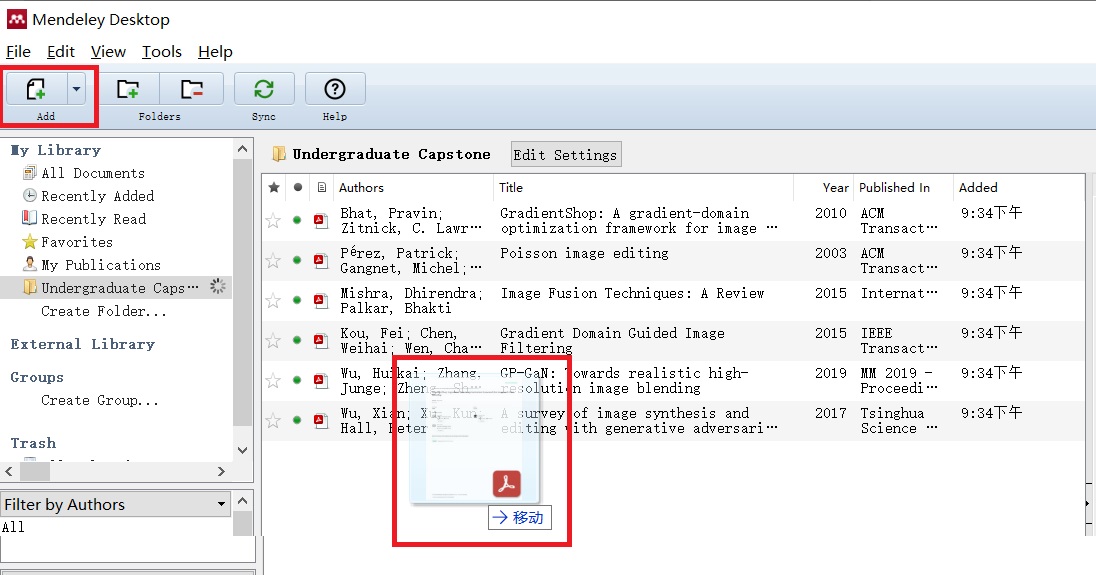 Mendeley Desktop
File Edit View Tools Help
Add Folders Sync Help
My Library
All Documents
Recently Added
Recently Read
Favorites
My Publications
Undergraduate Caps···
Create Folder...
External Library
Groups
Create Group...
Trash
Filter by Authors
All
Undergraduate Capstone Edit Settings
Authors Title Year Published In Added
Bhat, Pravin; GradientShop: A gradient-domain 2010 ACM 9:34下午
Zitnick, C. Lawr··· optimization framework for image ··· Transact···
Pérez, Patrick; Poisson image editing 2003 ACM 9:34下午
Gangnet, Michel;··· Transact···
Mishra, Dhirendra; Image Fusion Techniques: A Review 2015 Internat··· 9:34下午
Palkar, Bhakti
Kou, Fei; Chen, Gradient Domain Guided Image 2015 IEEE 9:34下午
Weihai; Wen, Cha··· Filtering Transact···
Wu, Huikai; Zhang, GP-GaN: Towards realistic high- 2019 MM 2019 - 9:34下午
Junge; Zheng, Sh··· resolution image blending Proceedi···
Wu, Xian; Xu, Kun; A survey of image synthesis and 2017 Tsinghua 9:34下午
Hall, Peter editing with generative adversari··· Science ···
移动